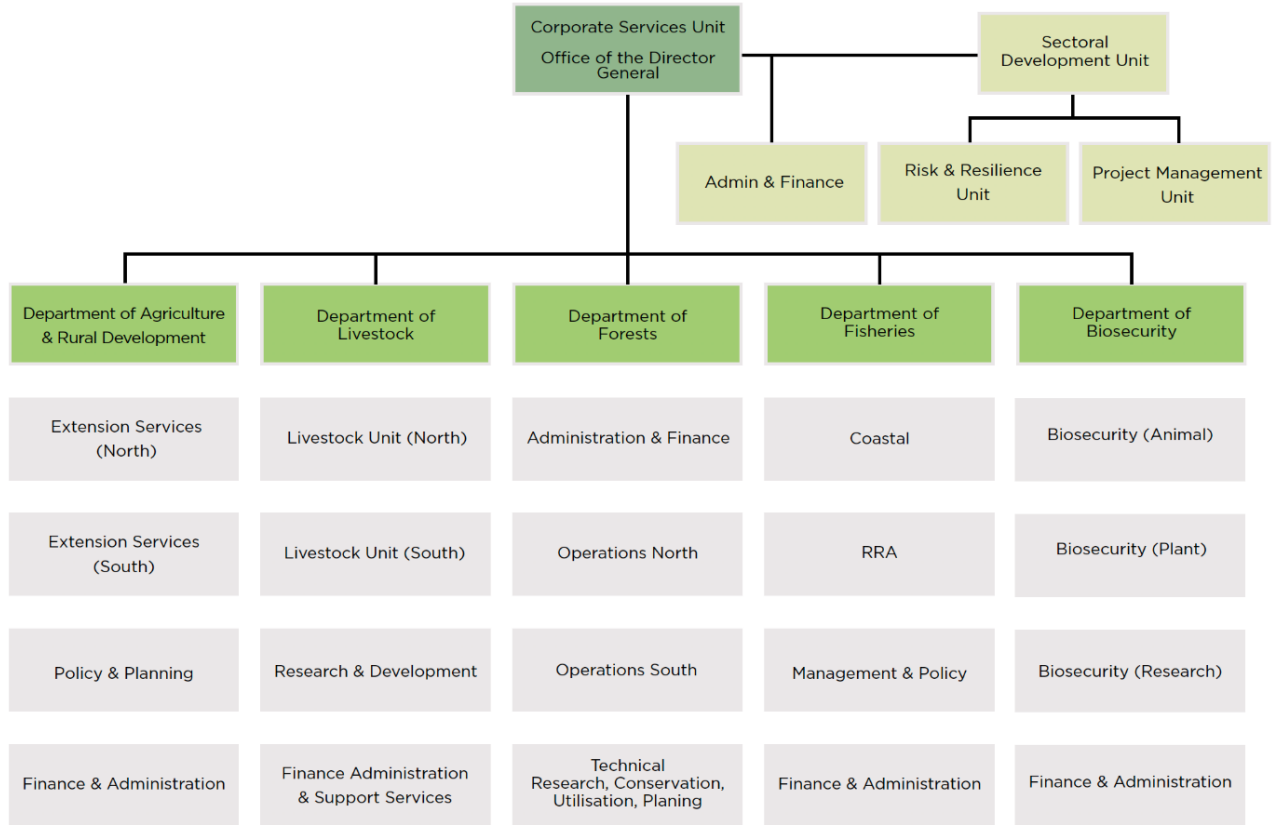 Corporate Services Unit
Office of the Director
General
Sectoral
Development Unit
Admin & Finance
Risk & Resilience
Unit
Project Management
Unit
Department of Agriculture
& Rural Development
Department of
Livestock
Department of
Forests
Department of
Fisheries
Department of
Biosecurity
Extension Services
(North)
Livestock Unit (North)
Administration & Finance
Coastal
Biosecurity (Animal)
Extension Services
(South)
Livestock Unit (South)
Operations North
RRA
Biosecurity (Plant)
Policy & Planning
Research & Development
Operations South
Management & Policy
Biosecurity (Research)
Finance & Administration
Finance Administration
& Support Services
Technical
Research, Conservation,
Utilisation, Planing
Finance & Administration
Finance & Administration